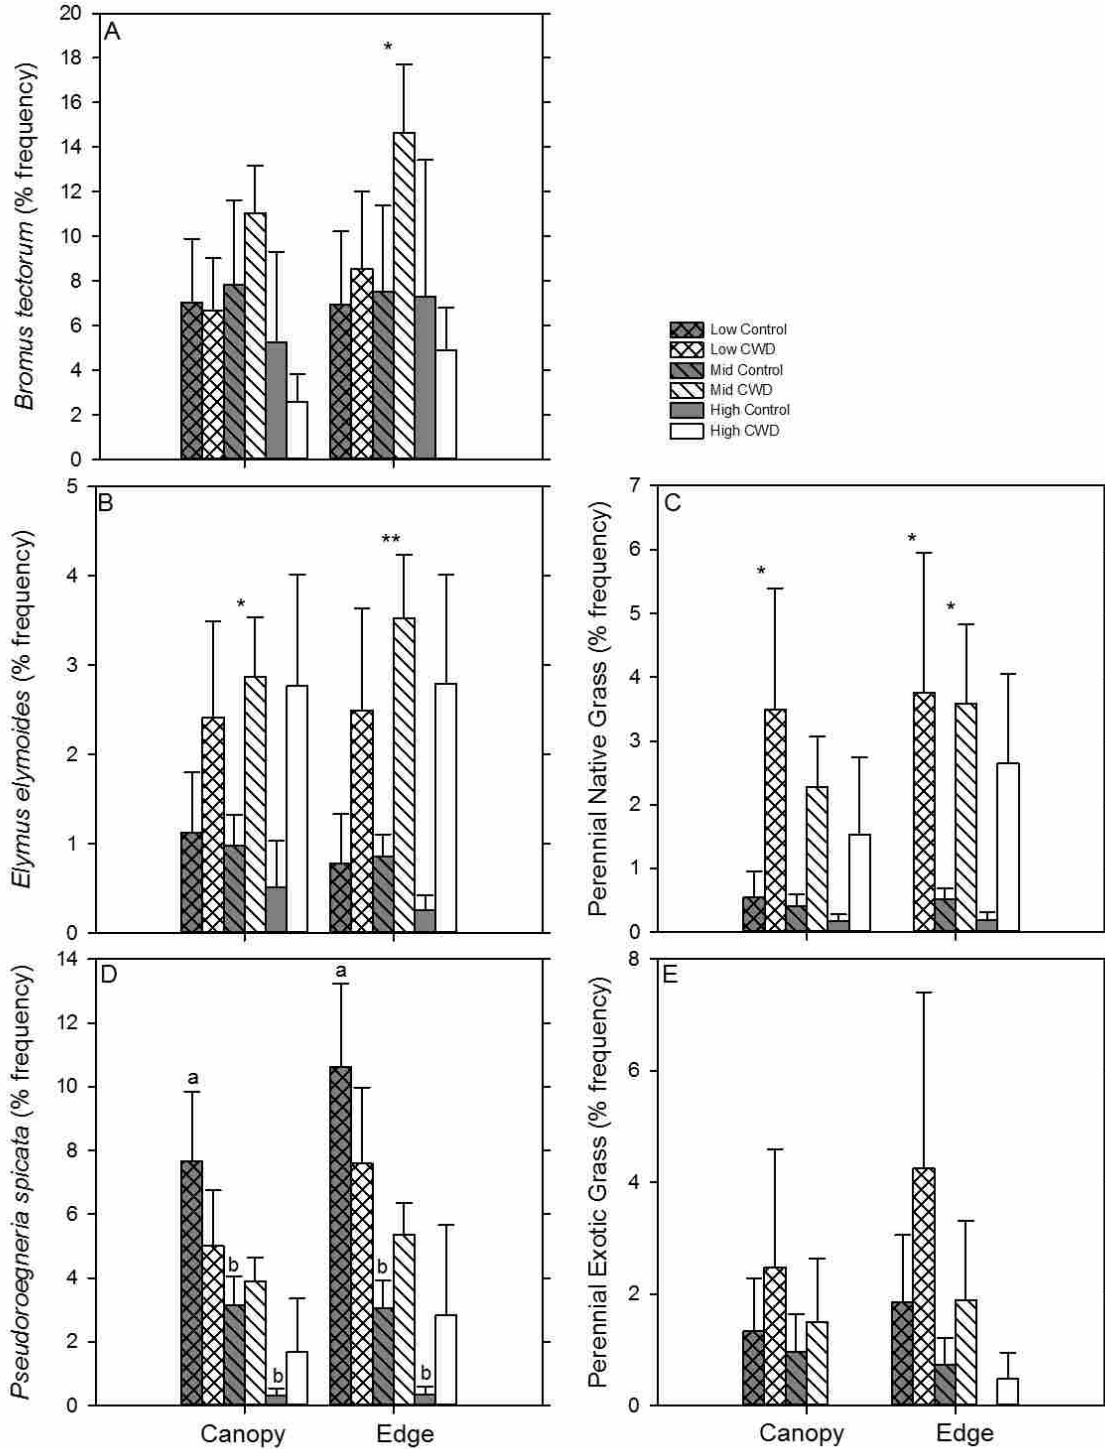 A
Bromus tectorum (% frequency)
20
18
16
14
12
10
8
6
4
2
0
*
Low Control
Low CWD
Mid Control
Mid CWD
High Control
High CWD
B
Elymus elymoides (% frequency)
5
4
3
2
1
0
*
**
C
Perennial Native Grass (% frequency)
7
6
5
4
3
2
1
0
*
*
*
D
Pseudoroegneria spicata (% frequency)
14
12
10
8
6
4
2
0
a
b
b
a
b
b
Canopy
Edge
E
Perennial Exotic Grass (% frequency)
8
6
4
2
0
Canopy
Edge